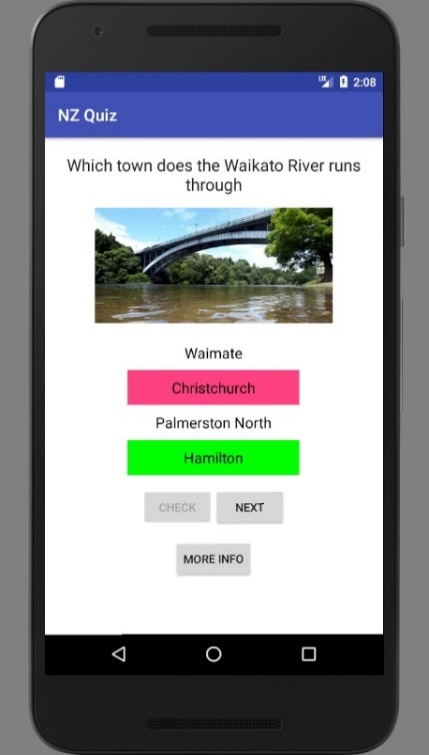 LTE 2:08
NZ Quiz
Which town does the Waikato River runs
through
Waimate
Christchurch
Palmerston North
Hamilton
CHECK NEXT
MORE INFO